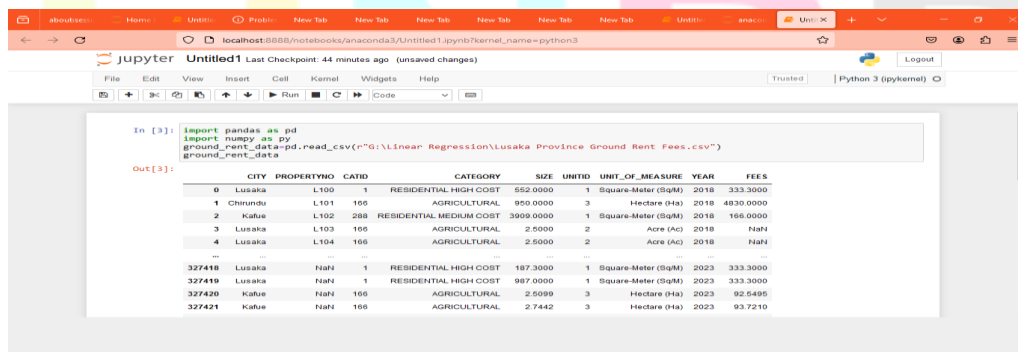 about:sess Home Untitle Proble New Tab New Tab New Tab New Tab New Tab New Tab Untitle anacon Unti
localhost:8888/notebooks/anaconda3/Untitled1.ipynb?kernel_name=python3
jupyter Untitled1 Last Checkpoint: 44 minutes ago (unsaved changes) Logout
File Edit View Insert Cell Kernel Widgets Help Trusted Python 3 (ipykernel)
Run Code
In [3]: import pandas as pd
import numpy as py
ground_rent_data=pd.read_csv(r"G:\Linear Regression\Lusaka Province Ground Rent Fees.csv")
ground_rent_data
Out[3]:
CITY PROPERTYNO CATID CATEGORY SIZE UNITID UNIT_OF_MEASURE YEAR FEES
0 Lusaka L100 1 RESIDENTIAL HIGH COST 552.0000 1 Square-Meter (Sq/M) 2018 333.3000
1 Chirundu L101 166 AGRICULTURAL 950.0000 3 Hectare (Ha) 2018 4830.0000
2 Kafue L102 288 RESIDENTIAL MEDIUM COST 3909.0000 1 Square-Meter (Sq/M) 2018 166.0000
3 Lusaka L103 166 AGRICULTURAL 2.5000 2 Acre (Ac) 2018 NaN
4 Lusaka L104 166 AGRICULTURAL 2.5000 2 Acre (Ac) 2018 NaN
... ... ... ... ... ... ... ... ... ...
327418 Lusaka NaN 1 RESIDENTIAL HIGH COST 187.3000 1 Square-Meter (Sq/M) 2023 333.3000
327419 Lusaka NaN 1 RESIDENTIAL HIGH COST 987.0000 1 Square-Meter (Sq/M) 2023 333.3000
327420 Kafue NaN 166 AGRICULTURAL 2.5099 3 Hectare (Ha) 2023 92.5495
327421 Kafue NaN 166 AGRICULTURAL 2.7442 3 Hectare (Ha) 2023 93.7210